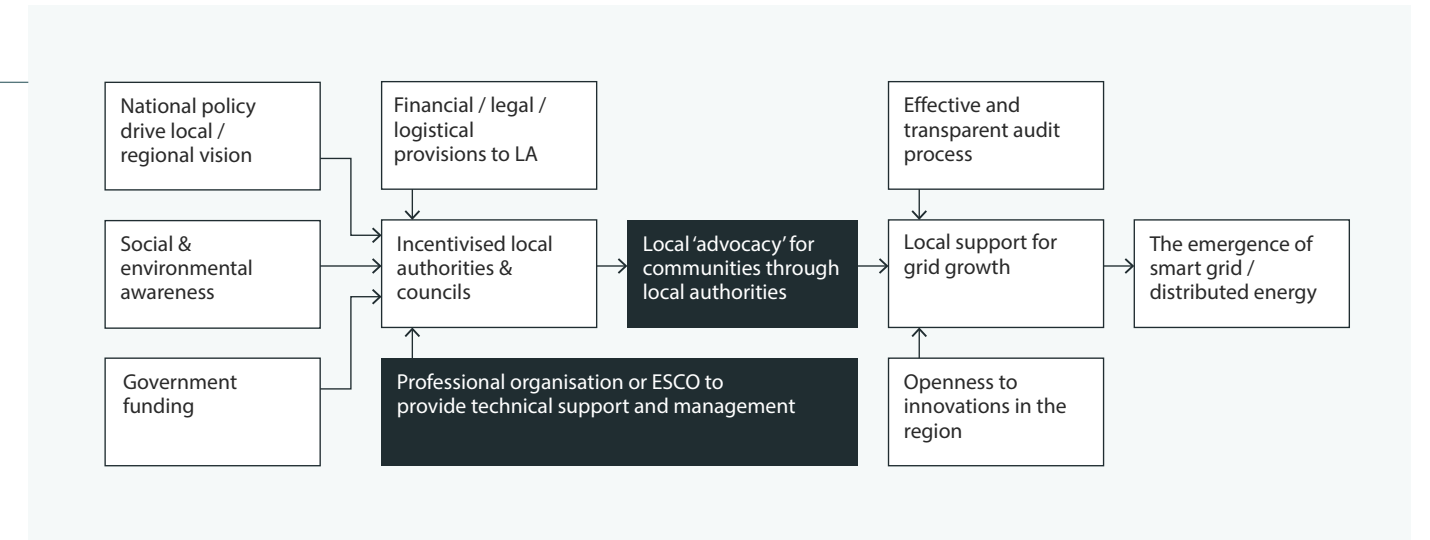 National policy
drive local /
regional vision
Financial / legal /
logistical
provisions to LA
Effective and
transparent audit
process
Social &
environmental
awareness
Incentivised local
authorities &
councils
Local 'advocacy' for
communities through
local authorities
Local support for
grid growth
The emergence of
smart grid /
distributed energy
Government
funding
Professional organisation or ESCO to
provide technical support and management
Openness to
innovations in the
region